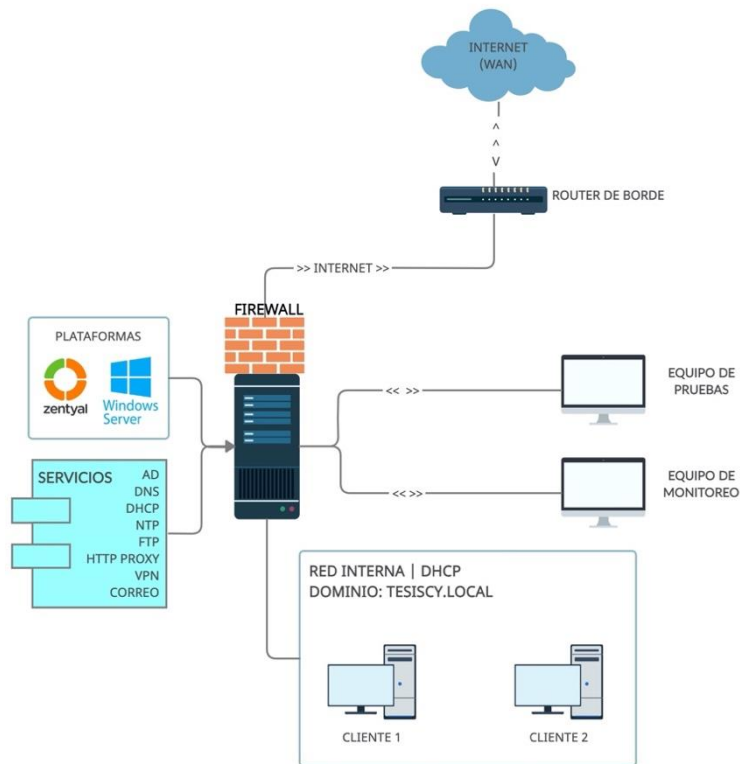 INTERNET
(WAN)
ROUTER DE BORDE
>> INTERNET >>
FIREWALL
PLATAFORMAS
zentyal
Windows
Server
<< >>
EQUIPO DE
PRUEBAS
SERVICIOS
AD
DNS
DHCP
NTP
FTP
HTTP PROXY
VPN
CORREO
<< >>
EQUIPO DE
MONITOREO
RED INTERNA | DHCP
DOMINIO: TESISCY.LOCAL
CLIENTE 1
CLIENTE 2